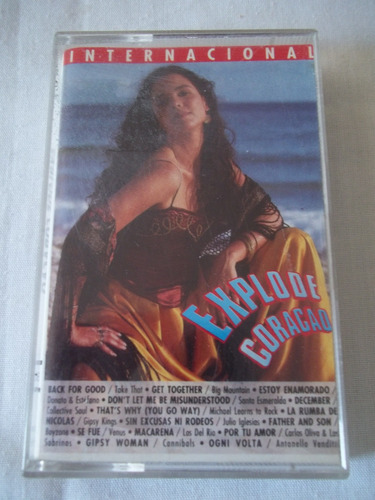 INTERNACIONAL
EXPLODE
CORAÇÃO
BACK FOR GOOD / Take That • GET TOGETHER / Big Mountain • ESTOY ENAMORADO /
Donato & Estéfano • DON'T LET ME BE MISUNDERSTOOD / Santa Esmeralda • DECEMBER /
Collective Soul • THAT'S WHY (YOU GO WAY) / Michael Learns to Rock • LA RUMBA DE
NICOLAS / Gipsy Kings • SIN EXCUSAS NI RODEOS / Julio Iglesias • FATHER AND SON /
Boyzone • SE FUE / Venus • MACARENA / Los Del Rio • POR TU AMOR / Carlos Oliva & Los
Sobrinos • GIPSY WOMAN / Cannibals • OGNI VOLTA / Antonello Venditti